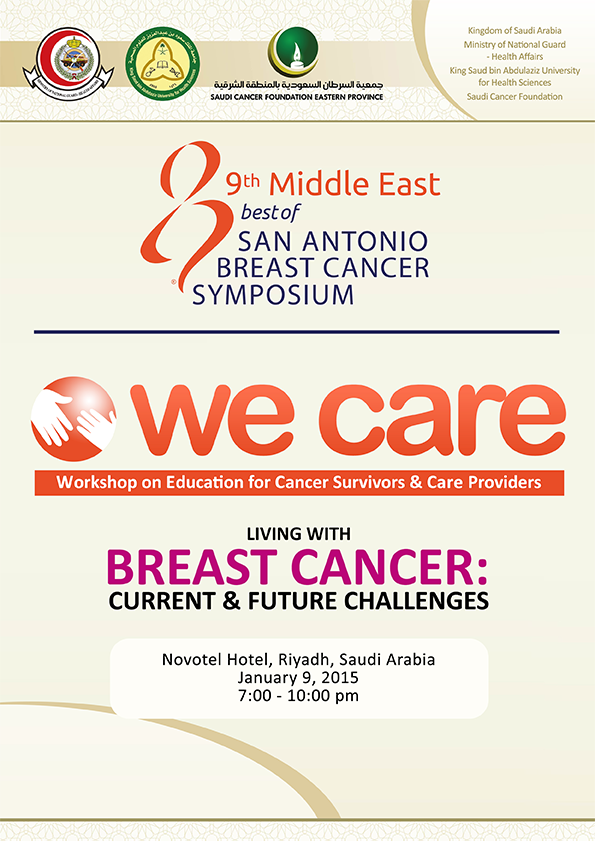 Kingdom of Saudi Arabia
Ministry of National Guard
- Health Affairs
King Saud bin Abdulaziz University
for Health Sciences
Saudi Cancer Foundation
جمعية السرطان السعودية بالمنطقة الشرقية
SAUDI CANCER FOUNDATION EASTERN PROVINCE
9th Middle East
best of
SAN ANTONIO
BREAST CANCER
® SYMPOSIUM
we care
Workshop on Education for Cancer Survivors & Care Providers
LIVING WITH
BREAST CANCER:
CURRENT & FUTURE CHALLENGES
Novotel Hotel, Riyadh, Saudi Arabia
January 9, 2015
7:00 - 10:00 pm